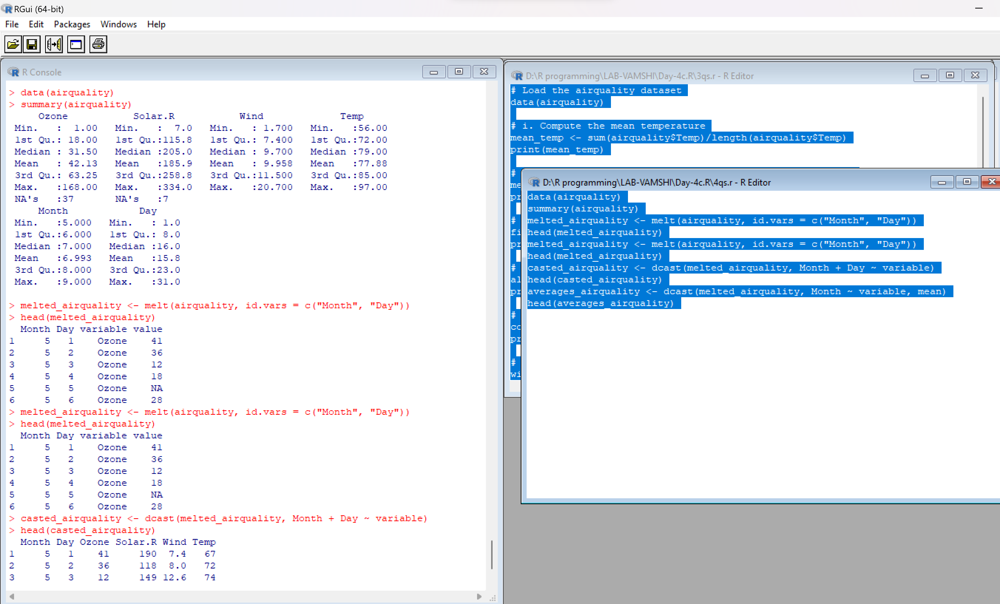 RGui (64-bit)
File Edit Packages Windows Help
R Console
> data(airquality)
> summary(airquality)
Ozone Solar.R Wind Temp
Min. : 1.00 Min. : 7.0 Min. : 1.700 Min. :56.00
1st Qu.: 18.00 1st Qu.:115.8 1st Qu.: 7.400 1st Qu.:72.00
Median : 31.50 Median :205.0 Median : 9.700 Median :79.00
Mean : 42.13 Mean :185.9 Mean : 9.958 Mean :77.88
3rd Qu.: 63.25 3rd Qu.:258.8 3rd Qu.:11.500 3rd Qu.:85.00
Max. :168.00 Max. :334.0 Max. :20.700 Max. :97.00
NA's :37 NA's :7
Month Day
Min. :5.000 Min. : 1.0
1st Qu.:6.000 1st Qu.: 8.0
Median :7.000 Median :16.0
Mean :6.993 Mean :15.8
3rd Qu.:8.000 3rd Qu.:23.0
Max. :9.000 Max. :31.0
> melted_airquality <- melt(airquality, id.vars = c("Month", "Day"))
> head(melted_airquality)
Month Day variable value
1 5 1 Ozone 41
2 5 2 Ozone 36
3 5 3 Ozone 12
4 5 4 Ozone 18
5 5 5 Ozone NA
6 5 6 Ozone 28
> melted_airquality <- melt(airquality, id.vars = c("Month", "Day"))
> head(melted_airquality)
Month Day variable value
1 5 1 Ozone 41
2 5 2 Ozone 36
3 5 3 Ozone 12
4 5 4 Ozone 18
5 5 5 Ozone NA
6 5 6 Ozone 28
> casted_airquality <- dcast(melted_airquality, Month + Day ~ variable)
> head(casted_airquality)
Month Day Ozone Solar.R Wind Temp
1 5 1 41 190 7.4 67
2 5 2 36 118 8.0 72
3 5 3 12 149 12.6 74
D:\R programming\LAB-VAMSHI\Day-4c.R\3qs.r - R Editor
# Load the airquality dataset
data(airquality)
# i. Compute the mean temperature
mean_temp <- sum(airquality$Temp)/length(airquality$Temp)
print(mean_temp)
#
me
pr
#
fi
pr
#
al
pr
#
co
pr
#
wi
D:\R programming\LAB-VAMSHI\Day-4c.R\4qs.r - R Editor
data(airquality)
summary(airquality)
melted_airquality <- melt(airquality, id.vars = c("Month", "Day"))
head(melted_airquality)
melted_airquality <- melt(airquality, id.vars = c("Month", "Day"))
head(melted_airquality)
casted_airquality <- dcast(melted_airquality, Month + Day ~ variable)
head(casted_airquality)
averages_airquality <- dcast(melted_airquality, Month ~ variable, mean)
head(averages_airquality)